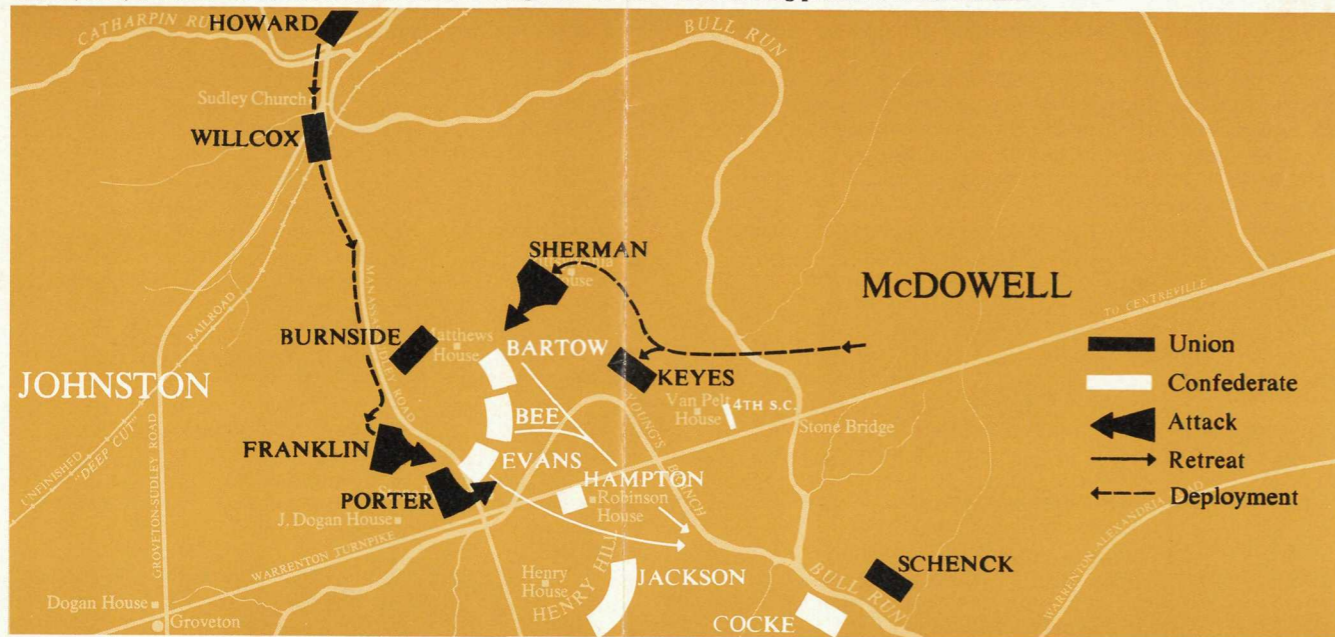 CATHARPIN RUN
HOWARD
BULL RUN
Sudley Church
WILLCOX
SHERMAN
House
McDOWELL
TO CENTREVILLE
MANASSAS
ROAD
RAILROAD
BURNSIDE
Matthews
House
BARTOW
KEYES
Union
Confederate
JOHNSTON
Van Pelt
House
4TH S.C.
BEE
YOUNG'S
BRANCH
Stone Bridge
Attack
FRANKLIN
EVANS
HAMPTON
Retreat
UNFINISHED
"DEEP CUT"
GROVETON-SUDLEY ROAD
PORTER
Robinson
House
Deployment
J. Dogan House
WARRENTON TURNPIKE
SCHENCK
Henry
House
HENRY HILL
JACKSON
BULL RUN
WARRENTON ALEXANDRIA ROAD
Dogan House
Groveton
COCKE